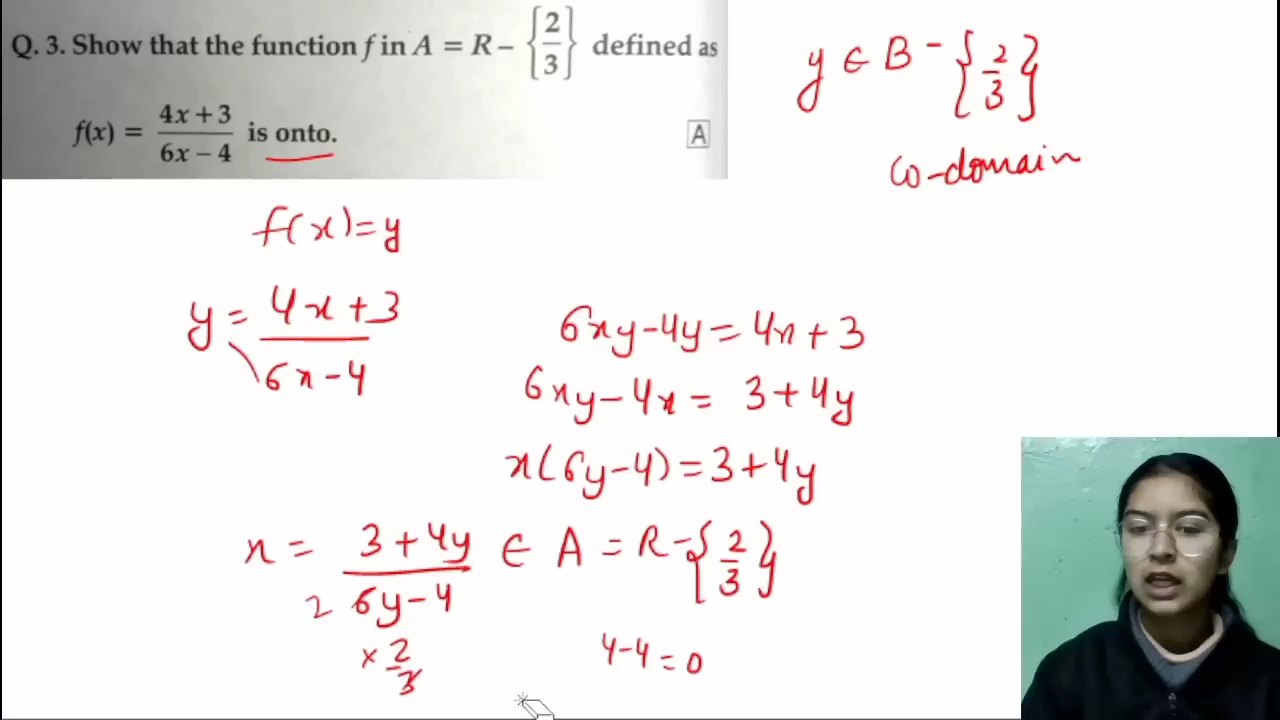 Q. 3. Show that the function f in A = R – {2/3} defined as
f(x) = (4x + 3)/(6x – 4) is onto.
A
y ∈ B - {2/3}
co-domain
f(x) = y
y = (4x + 3)/(6x - 4)
6xy - 4y = 4x + 3
6xy - 4x = 3 + 4y
x(6y - 4) = 3 + 4y
x = (3 + 4y)/(6y - 4) ∈ A = R - {2/3}
2
× 2/3
4 - 4 = 0